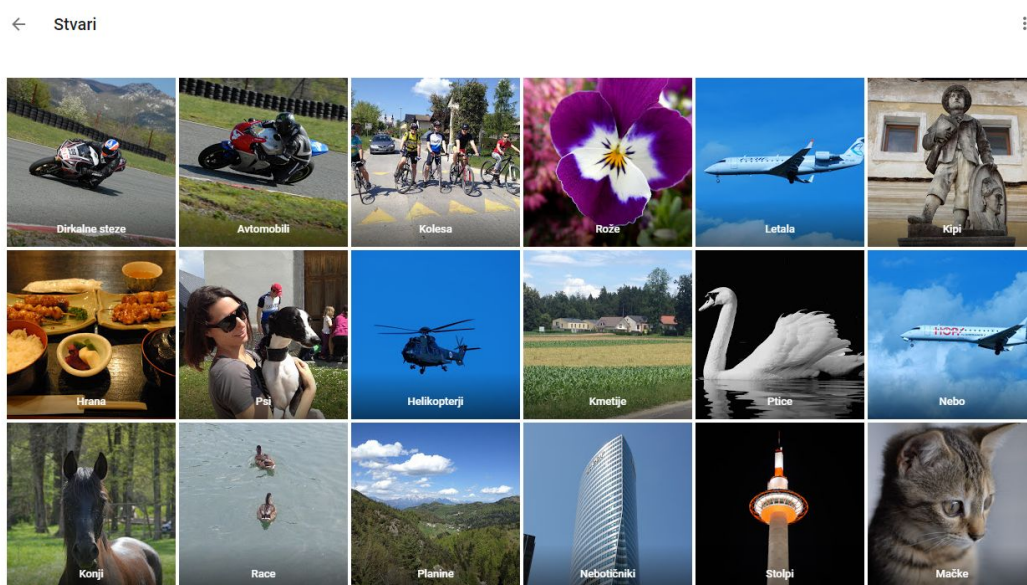 Stvari
Dirkalne steze
Avtomobili
Kolesa
Rože
Letala
Kipi
Hrana
Psi
Helikopterji
Kmetije
Ptice
Nebo
Konji
Race
Planine
Nebotičniki
Stolpi
Mačke